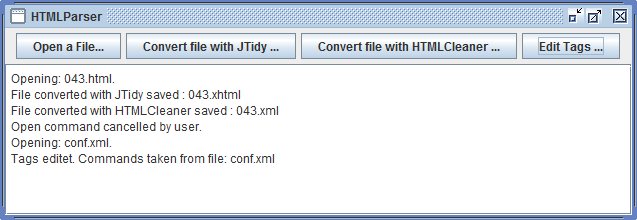 HTMLParser
Open a File...
Convert file with JTidy ...
Convert file with HTMLCleaner ...
Edit Tags ...
Opening: 043.html.
File converted with JTidy saved : 043.xhtml
File converted with HTMLCleaner saved : 043.xml
Open command cancelled by user.
Opening: conf.xml.
Tags editet. Commands taken from file: conf.xml